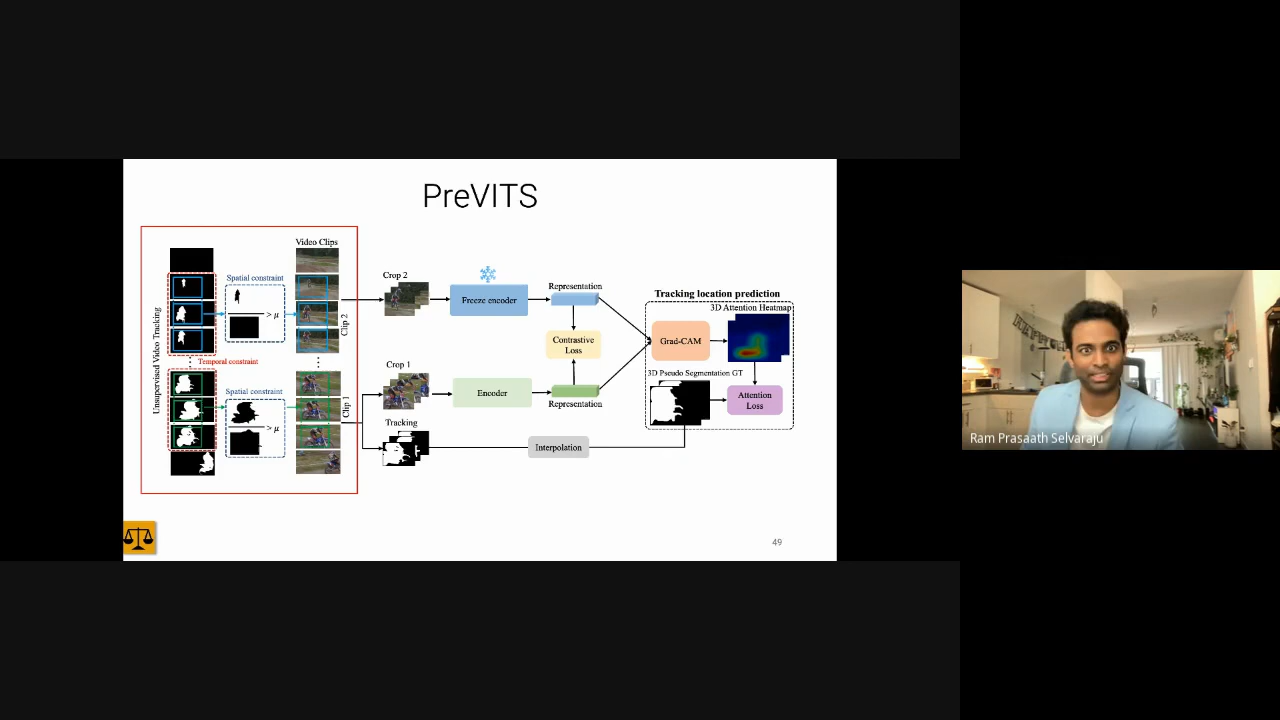 PreVITS
Unsupervised Video Tracking
Spatial constraint
> μ
Temporal constraint
Spatial constraint
> μ
Video Clips
Clip 2
Clip 1
Crop 2
Freeze encoder
Representation
Contrastive
Loss
Crop 1
Encoder
Representation
Tracking
Interpolation
Tracking location prediction
3D Attention Heatmap
Grad-CAM
3D Pseudo Segmentation GT
Attention
Loss
49
Ram Prasaath Selvaraju